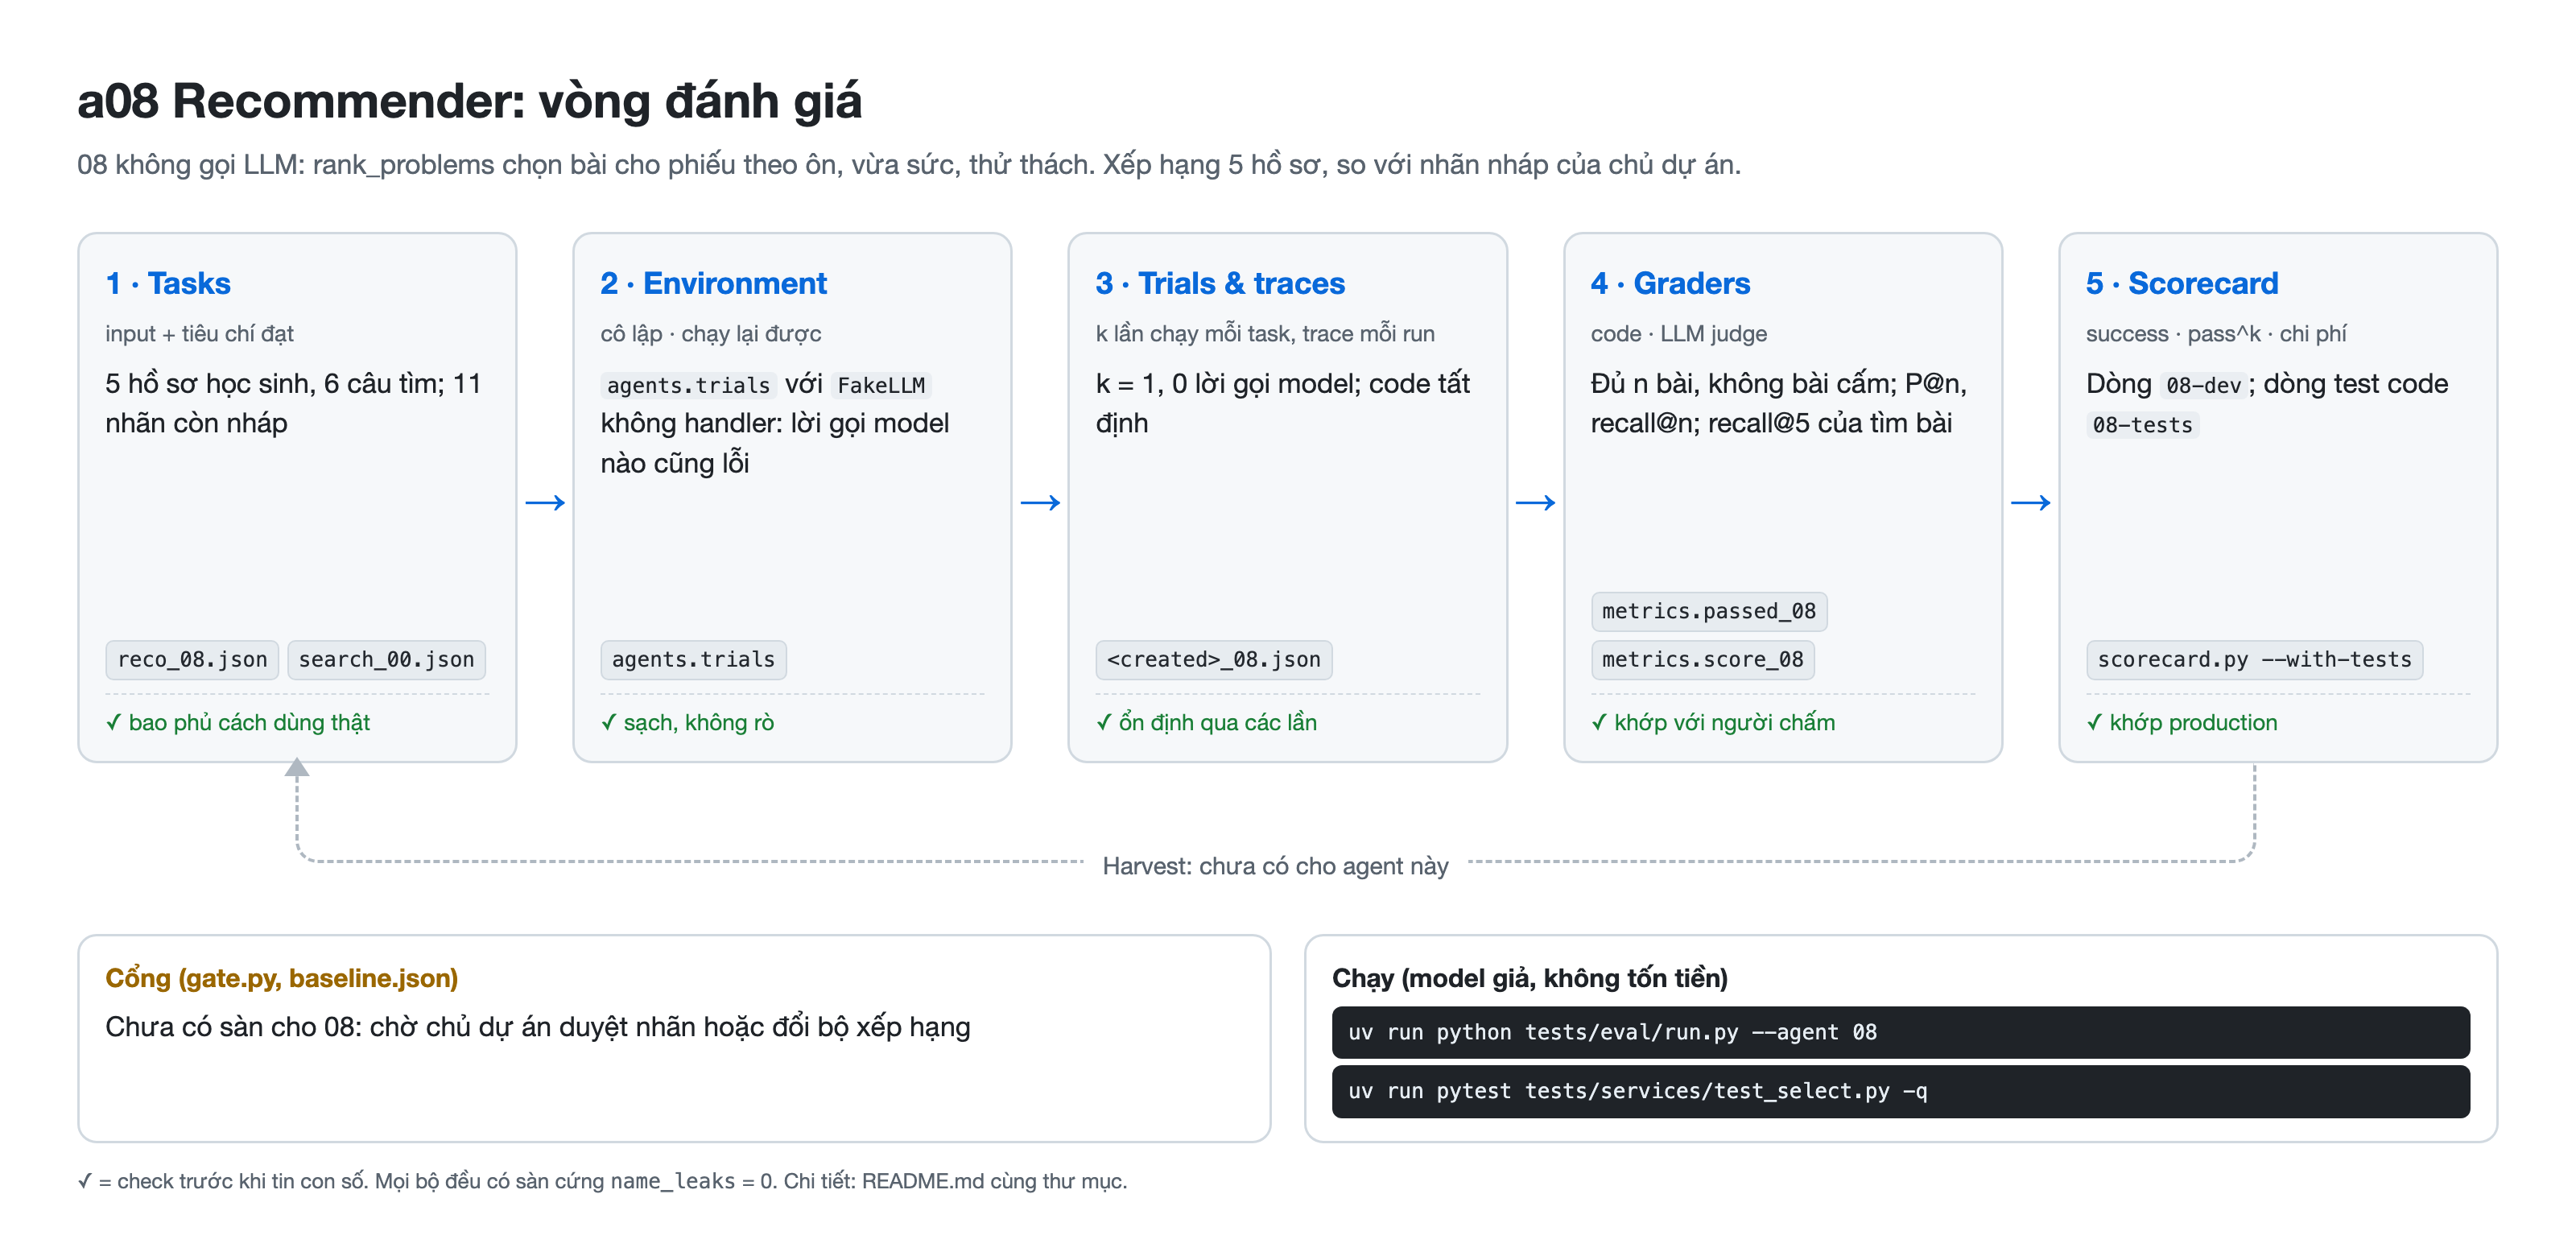 a08 Recommender: vòng đánh giá
08 không gọi LLM: rank_problems chọn bài cho phiếu theo ôn, vừa sức, thử thách. Xếp hạng 5 hồ sơ, so với nhãn nháp của chủ dự án.
1 · Tasks
input + tiêu chí đạt
5 hồ sơ học sinh, 6 câu tìm; 11
nhãn còn nháp
reco_08.json search_00.json
✓ bao phủ cách dùng thật
→
2 · Environment
cô lập · chạy lại được
agents.trials với FakeLLM
không handler: lời gọi model
nào cũng lỗi
agents.trials
✓ sạch, không rò
→
3 · Trials & traces
k lần chạy mỗi task, trace mỗi run
k = 1, 0 lời gọi model; code tất
định
<created>_08.json
✓ ổn định qua các lần
→
4 · Graders
code · LLM judge
Đủ n bài, không bài cấm; P@n,
recall@n; recall@5 của tìm bài
metrics.passed_08
metrics.score_08
✓ khớp với người chấm
→
5 · Scorecard
success · pass^k · chi phí
Dòng 08-dev; dòng test code
08-tests
scorecard.py --with-tests
✓ khớp production
Harvest: chưa có cho agent này
Cổng (gate.py, baseline.json)
Chưa có sàn cho 08: chờ chủ dự án duyệt nhãn hoặc đổi bộ xếp hạng
Chạy (model giả, không tốn tiền)
uv run python tests/eval/run.py --agent 08
uv run pytest tests/services/test_select.py -q
✓ = check trước khi tin con số. Mọi bộ đều có sàn cứng name_leaks = 0. Chi tiết: README.md cùng thư mục.